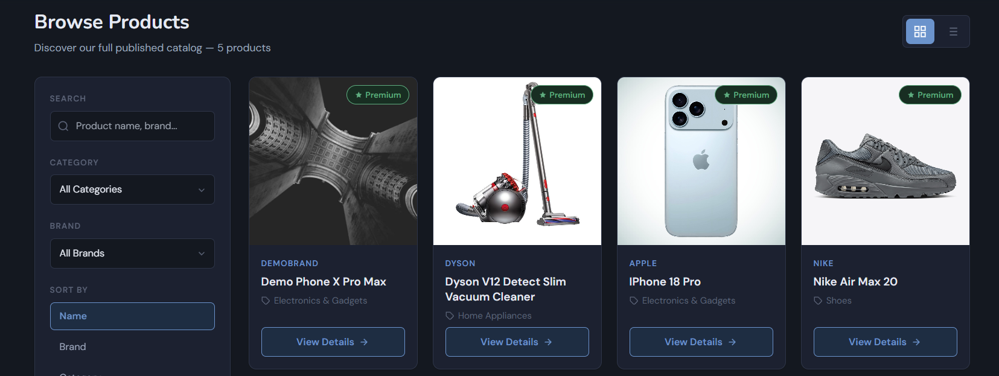 Browse Products
Discover our full published catalog — 5 products
SEARCH
Product name, brand...
CATEGORY
All Categories
BRAND
All Brands
SORT BY
Name
Brand
Premium
DEMOBRAND
Demo Phone X Pro Max
Electronics & Gadgets
View Details →
Premium
DYSON
Dyson V12 Detect Slim
Vacuum Cleaner
Home Appliances
View Details →
Premium
APPLE
IPhone 18 Pro
Electronics & Gadgets
View Details →
Premium
NIKE
Nike Air Max 20
Shoes
View Details →